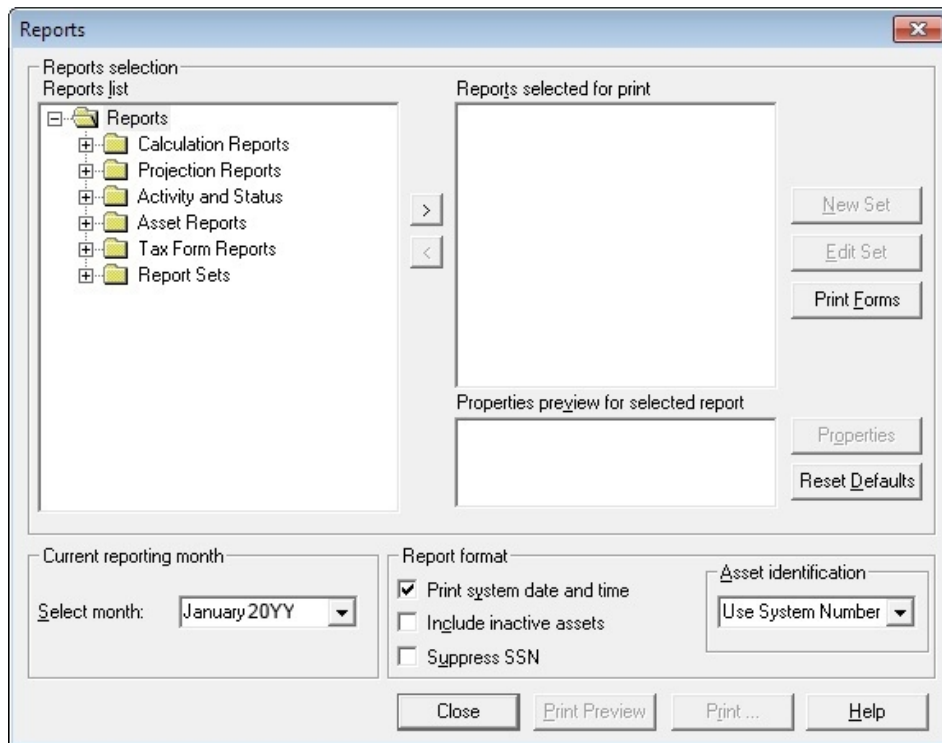 Reports
Reports selection
Reports list
Reports
Calculation Reports
Projection Reports
Activity and Status
Asset Reports
Tax Form Reports
Report Sets
>
<
Reports selected for print
New Set
Edit Set
Print Forms
Properties preview for selected report
Properties
Reset Defaults
Current reporting month
Select month: January 20YY
Report format
Print system date and time
Include inactive assets
Suppress SSN
Asset identification
Use System Number
Close
Print Preview
Print ...
Help